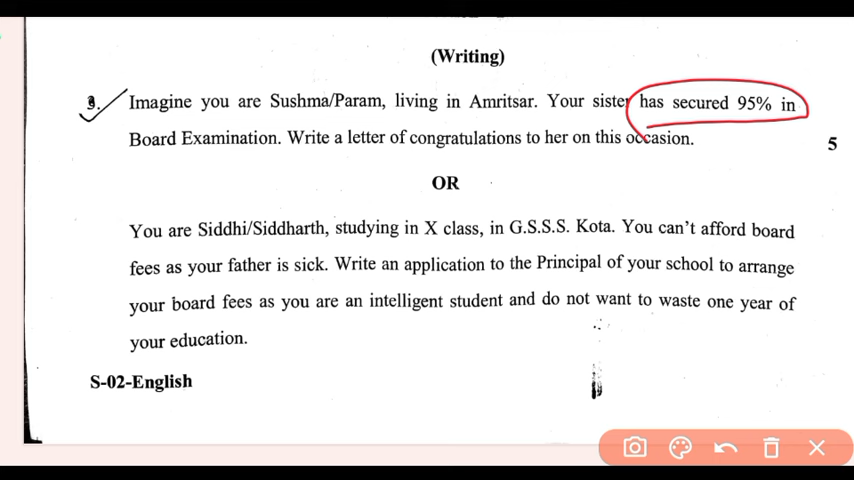 (Writing)
3. Imagine you are Sushma/Param, living in Amritsar. Your sister has secured 95% in
Board Examination. Write a letter of congratulations to her on this occasion.
5
OR
You are Siddhi/Siddharth, studying in X class, in G.S.S.S. Kota. You can't afford board
fees as your father is sick. Write an application to the Principal of your school to arrange
your board fees as you are an intelligent student and do not want to waste one year of
your education.
S-02-English